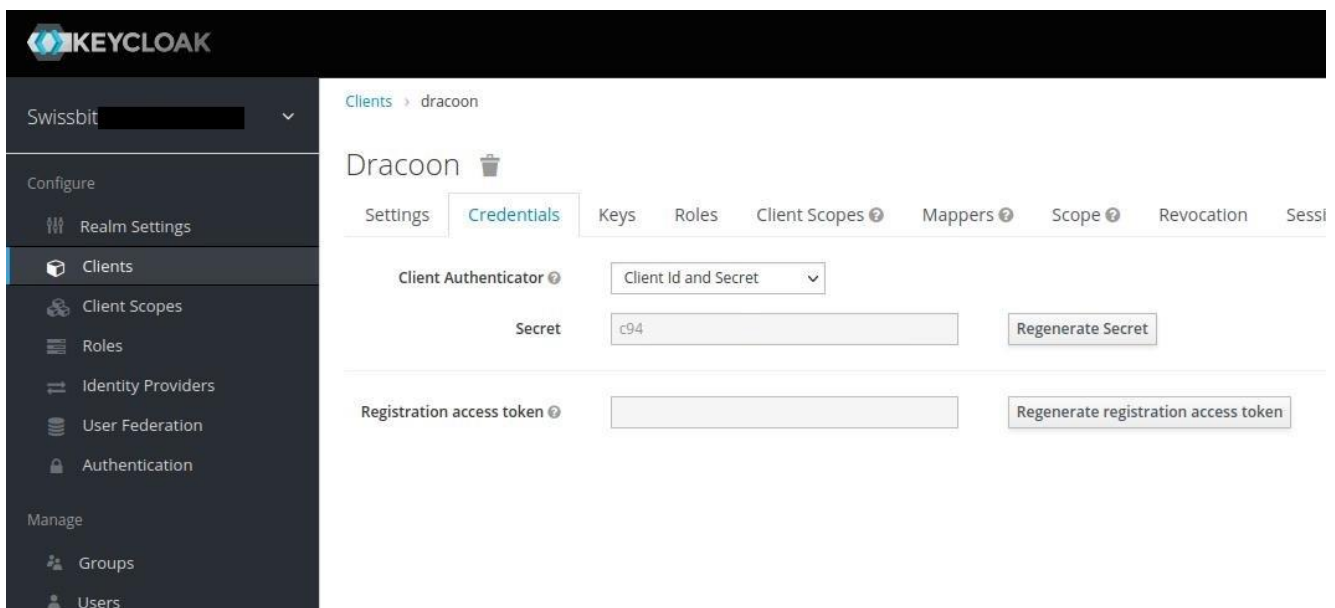 KEYCLOAK
Swissbit
Configure
Realm Settings
Clients
Client Scopes
Roles
Identity Providers
User Federation
Authentication
Manage
Groups
Users
Clients › dracoon
Dracoon
Settings Credentials Keys Roles Client Scopes Mappers Scope Revocation Sessi
Client Authenticator Client Id and Secret
Secret c94 Regenerate Secret
Registration access token Regenerate registration access token